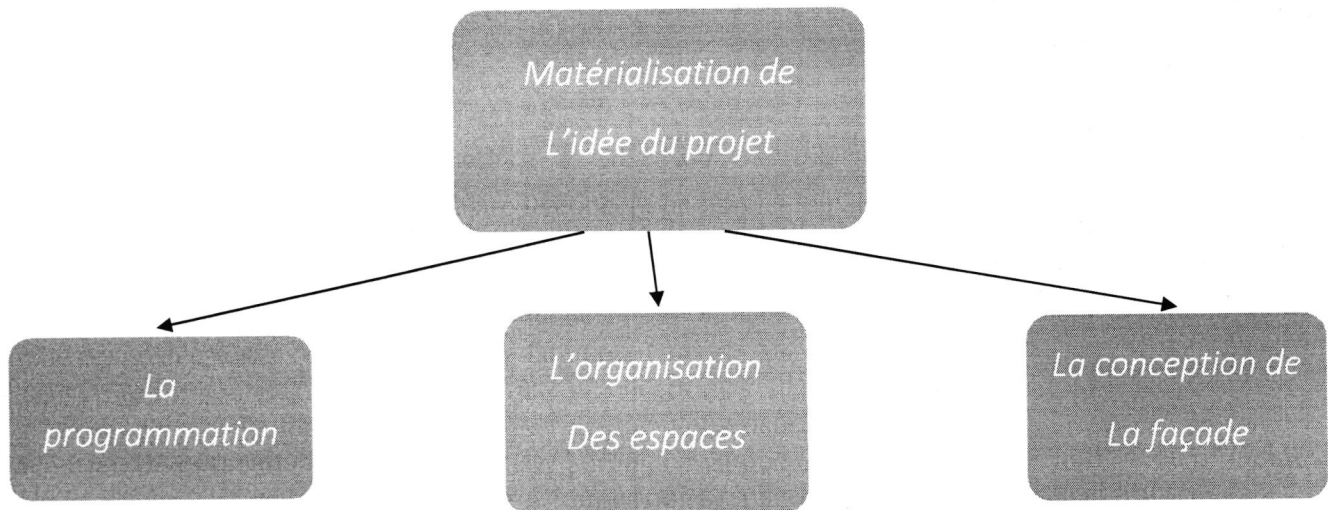 Matérialisation de
L'idée du projet
La
programmation
L'organisation
Des espaces
La conception de
La façade